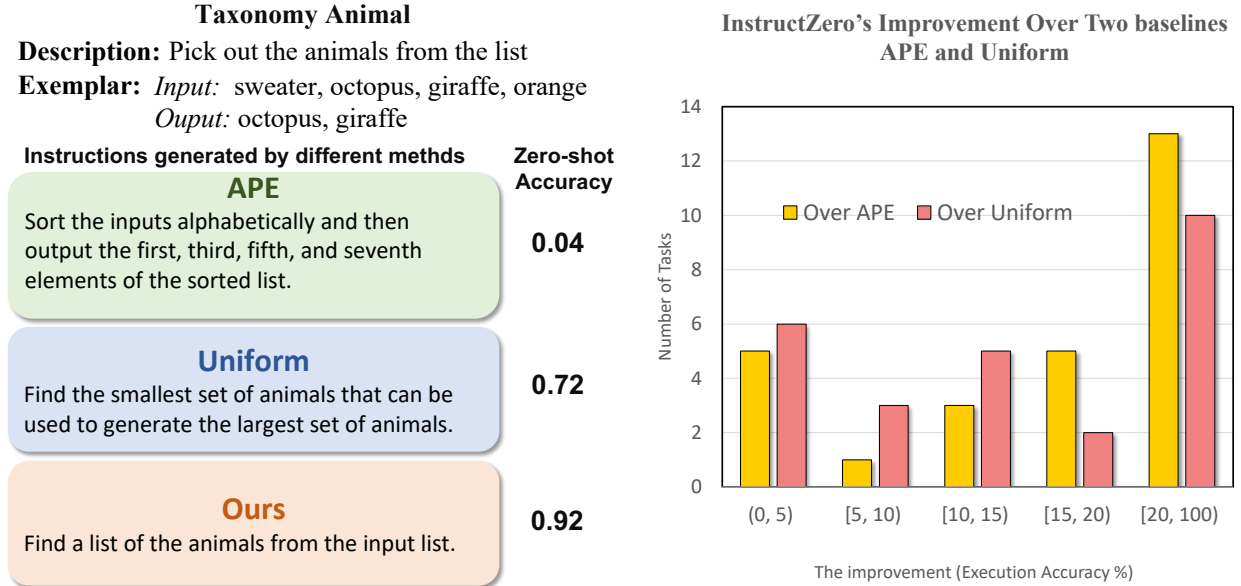 Taxonomy Animal
Description: Pick out the animals from the list
Exemplar: Input: sweater, octopus, giraffe, orange
Ouput: octopus, giraffe
Instructions generated by different methds
Zero-shot
Accuracy
APE
Sort the inputs alphabetically and then
output the first, third, fifth, and seventh
elements of the sorted list.
0.04
Uniform
Find the smallest set of animals that can be
used to generate the largest set of animals.
0.72
Ours
Find a list of the animals from the input list.
0.92
InstructZero's Improvement Over Two baselines
APE and Uniform
14
12
10
8
6
4
2
0
Number of Tasks
Over APE
Over Uniform
(0, 5)
[5, 10)
[10, 15)
[15, 20)
[20, 100)
The improvement (Execution Accuracy %)